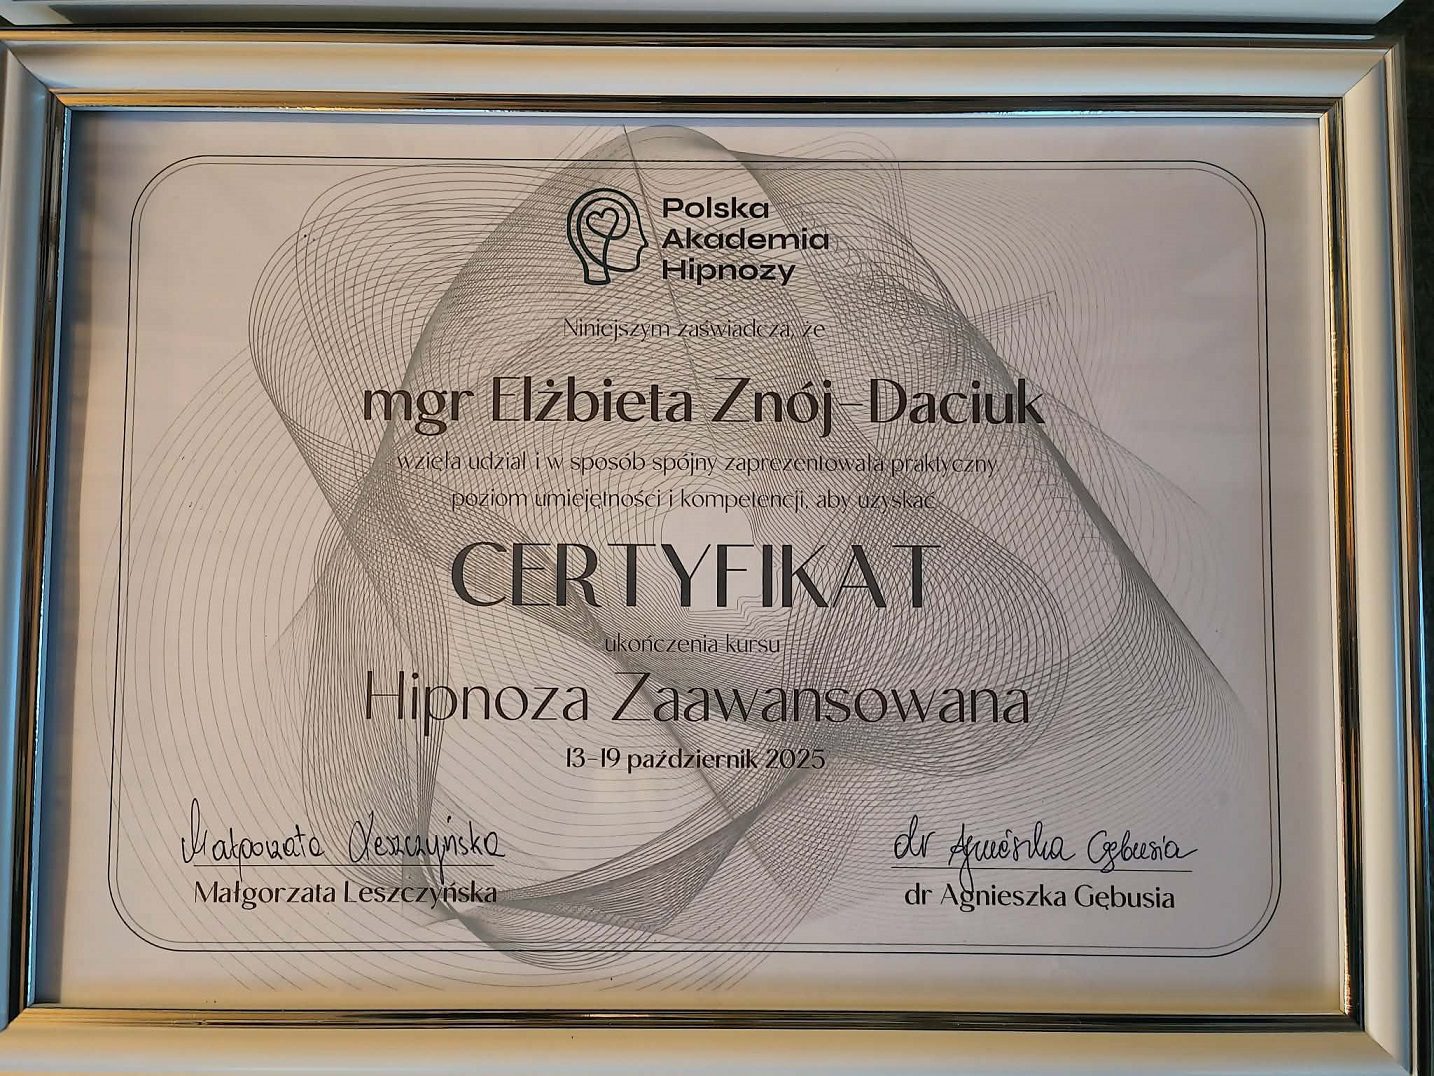 Polska
Akademia
Hipnozy
Niniejszym zaświadcza, że
mgr Elżbieta Znój-Daciuk
wzięła udział i w sposób spójny zaprezentowała praktyczny
poziom umiejętności i kompetencji, aby uzyskać
CERTYFIKAT
ukończenia kursu
Hipnoza Zaawansowana
13-19 październik 2025
Małgorzata Leszczyńska
dr Agnieszka Gębusia
Małgorzata Leszczyńska
dr Agnieszka Gębusia